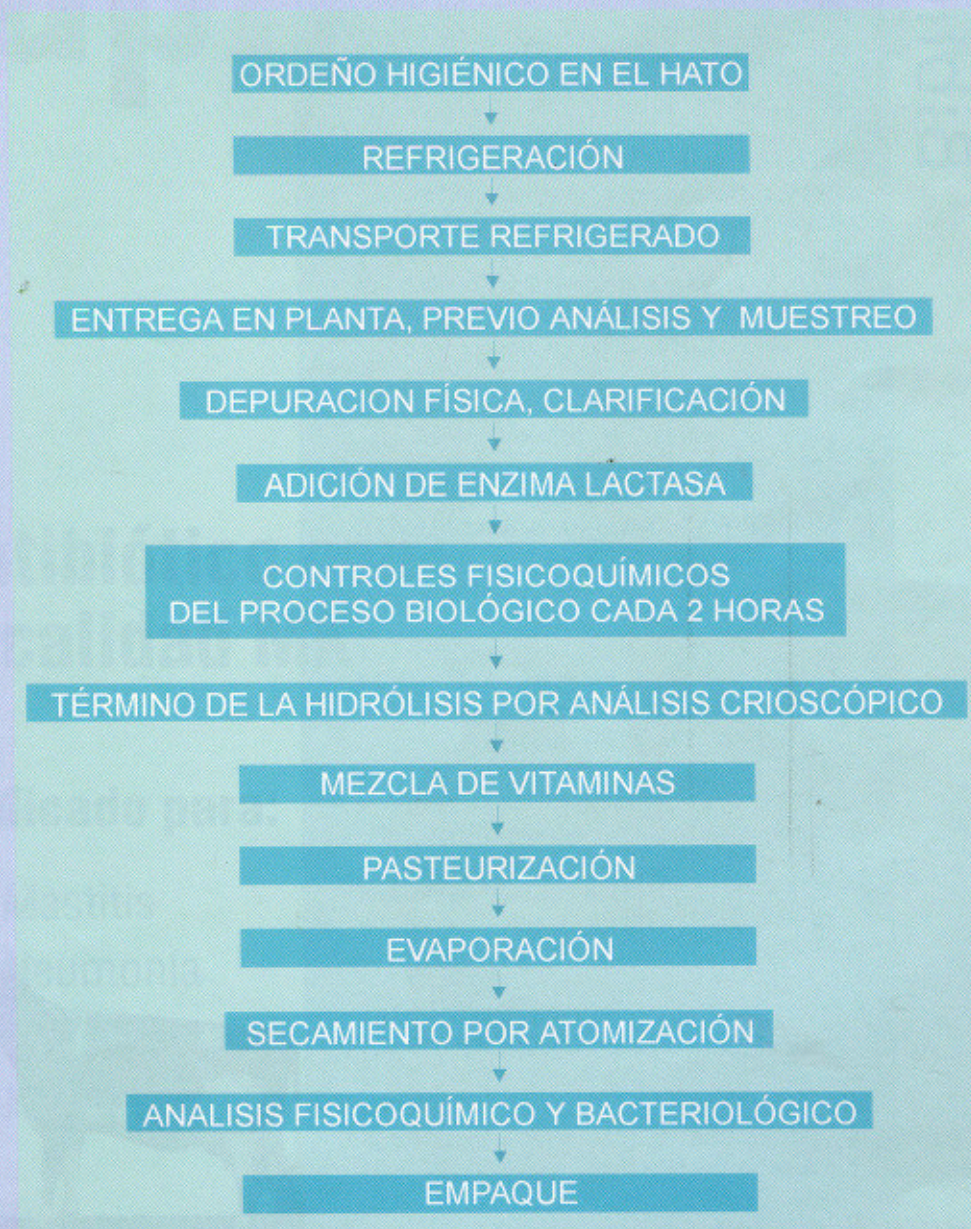 ORDEÑO HIGIÉNICO EN EL HATO
REFRIGERACIÓN
TRANSPORTE REFRIGERADO
ENTREGA EN PLANTA, PREVIO ANÁLISIS Y MUESTREO
DEPURACION FÍSICA, CLARIFICACIÓN
ADICIÓN DE ENZIMA LACTASA
CONTROLES FISICOQUÍMICOS
DEL PROCESO BIOLÓGICO CADA 2 HORAS
TÉRMINO DE LA HIDRÓLISIS POR ANÁLISIS CRIOSCÓPICO
MEZCLA DE VITAMINAS
PASTEURIZACIÓN
EVAPORACIÓN
SECAMIENTO POR ATOMIZACIÓN
ANALISIS FISICOQUÍMICO Y BACTERIOLÓGICO
EMPAQUE